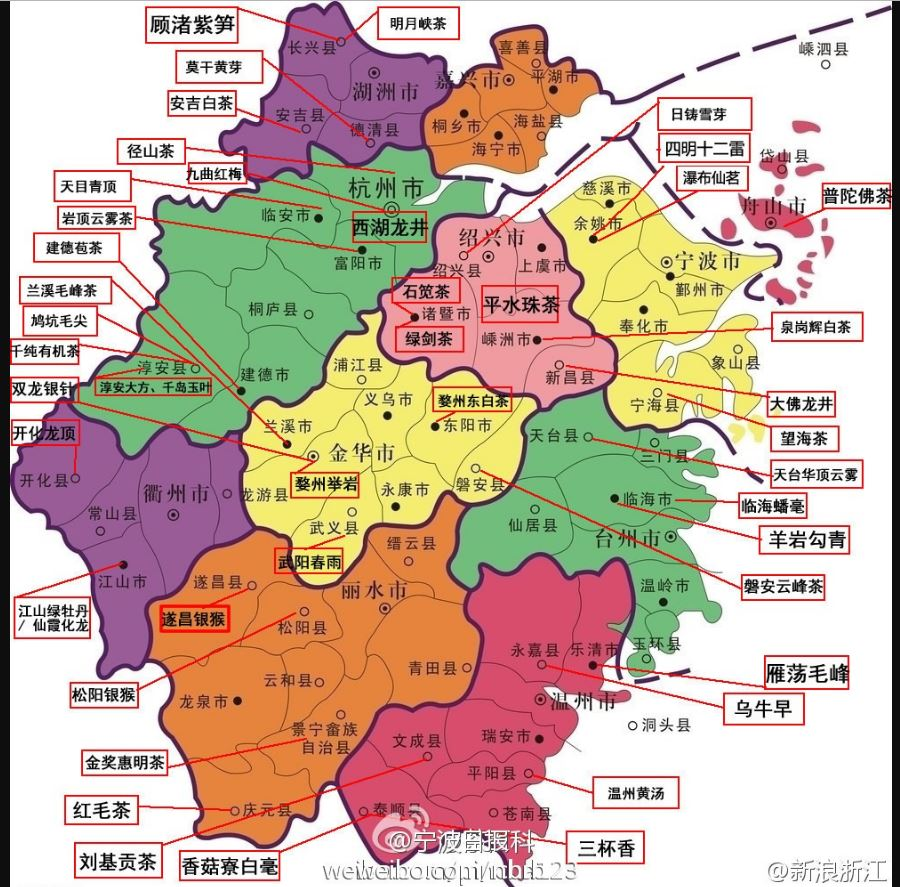 顾渚紫笋
明月峡茶
长兴县
喜善县
嵊泗县
莫干黄芽
湖洲市
嘉兴市
平湖市
安吉白茶
安吉县
德清县
桐乡市
海盐县
海宁市
日铸雪芽
径山茶
四明十二雷
岱山县
九曲红梅
瀑布仙茗
天目青顶
杭州市
慈溪市
舟山市
普陀佛茶
岩顶云雾茶
临安市
西湖龙井
余姚市
建德苞茶
富阳市
绍兴市
绍兴县
上虞市
宁波市
鄞州市
兰溪毛峰茶
石笕茶
平水珠茶
鸠坑毛尖
桐庐县
诸暨市
奉化市
泉岗辉白茶
千纯有机茶
绿剑茶
嵊洲市
象山县
淳安县
浦江县
新昌县
双龙银针
淳安大方、千岛玉叶
建德市
义乌市
婺州东白茶
宁海县
大佛龙井
开化龙顶
兰溪市
东阳市
天台县
望海茶
金华市
三门县
开化县
衢州市
龙游县
婺州举岩
永康市
磐安县
天台华顶云雾
临海市
临海蟠毫
常山县
武义县
仙居县
台州市
羊岩勾青
江山市
武阳春雨
缙云县
遂昌县
丽水市
温岭市
磐安云峰茶
江山绿牡丹
/ 仙霞化龙
遂昌银猴
松阳县
永嘉县
乐清市
玉环县
青田县
雁荡毛峰
松阳银猴
云和县
龙泉市
温州市
乌牛早
景宁畲族
自治县
文成县
瑞安市
洞头县
金奖惠明茶
平阳县
温州黄汤
红毛茶
庆元县
泰顺县
苍南县
刘基贡茶
香菇寮白毫
三杯香
@新浪浙江